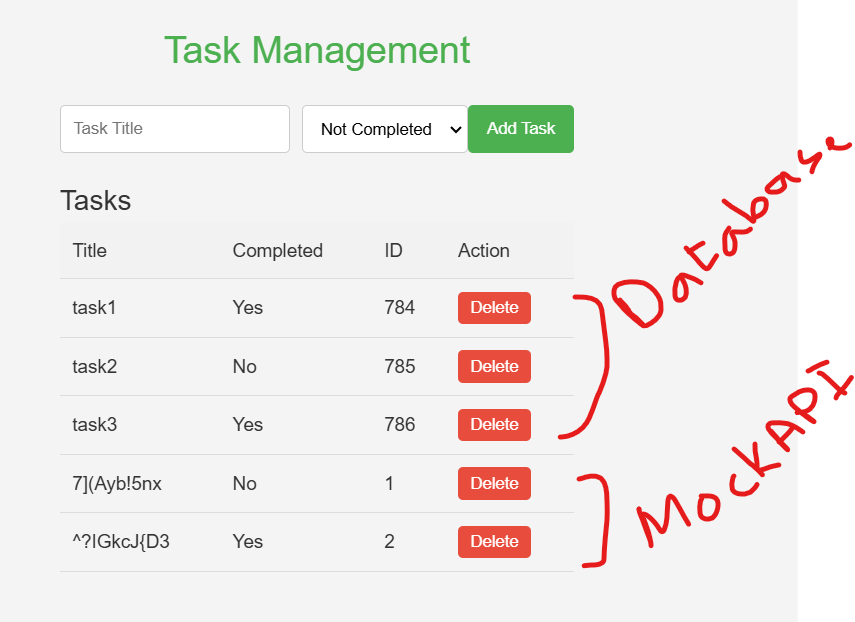 Task Management
Task Title Not Completed Add Task
Tasks
Title Completed ID Action
task1 Yes 784 Delete
task2 No 785 Delete
task3 Yes 786 Delete
7](Ayb!5nx No 1 Delete
^?IGkcJ{D3 Yes 2 Delete
Database
MockAPI